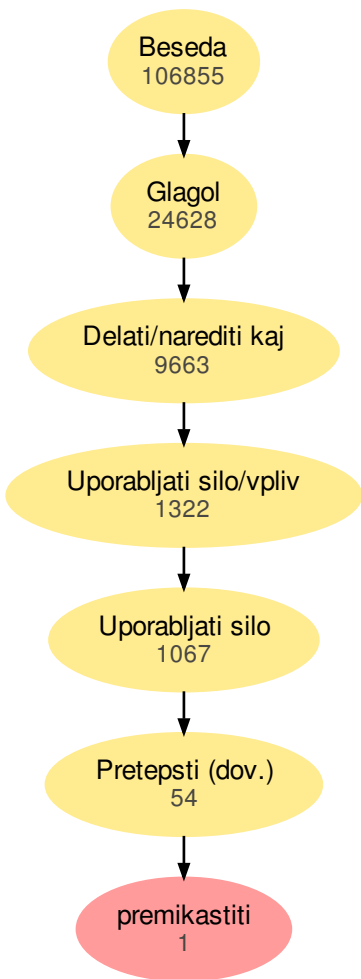 Beseda
106855
Glagol
24628
Delati/narediti kaj
9663
Uporabljati silo/vpliv
1322
Uporabljati silo
1067
Pretepsti (dov.)
54
premikastiti
1